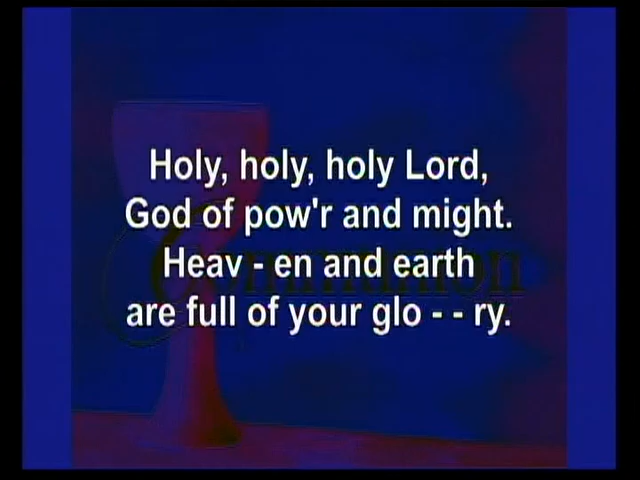 Holy, holy, holy Lord,
God of pow'r and might.
Heav - en and earth
are full of your glo - - ry.
Communion